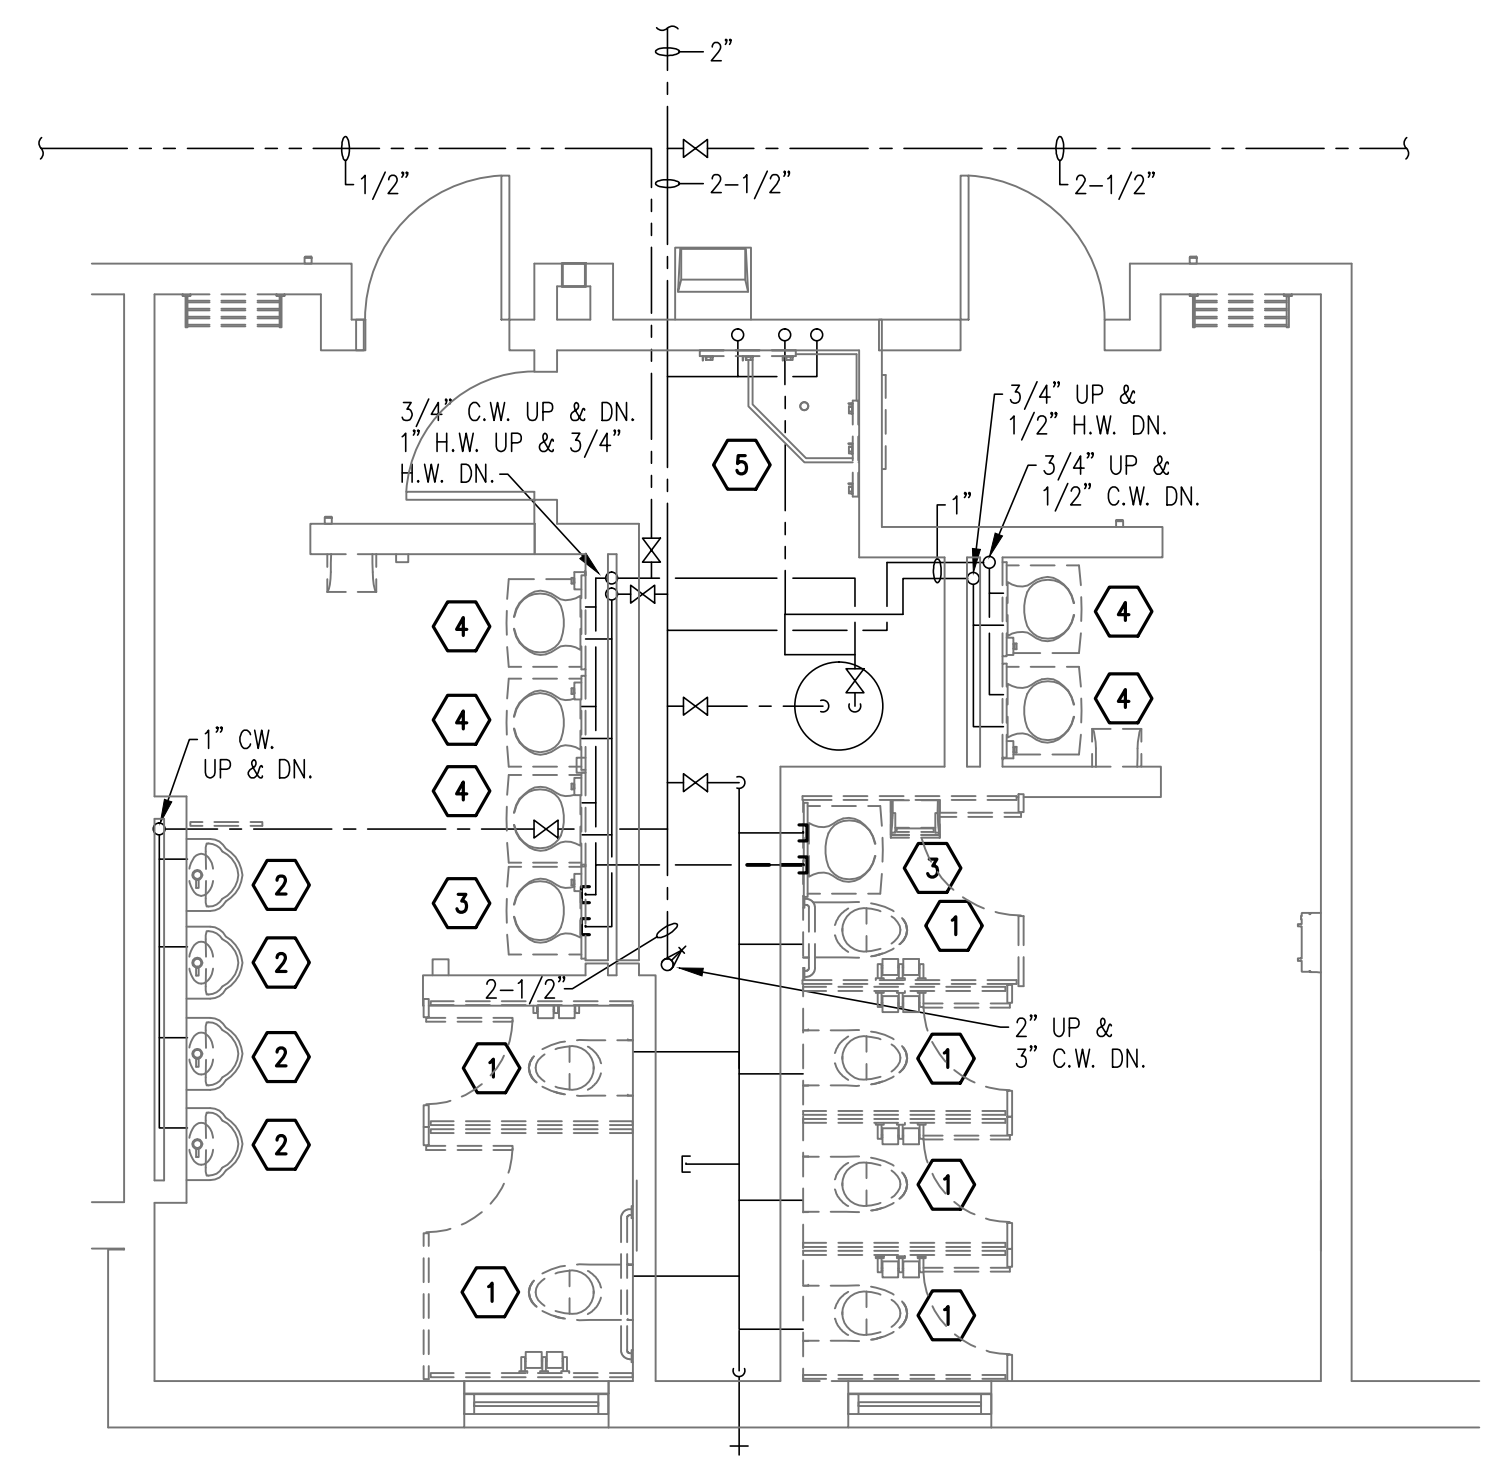 2"
1/2"
2-1/2"
2-1/2"
3/4" C.W. UP & DN.
1" H.W. UP & 3/4"
H.W. DN.
3/4" UP &
1/2" H.W. DN.
5
3/4" UP &
1/2" C.W. DN.
1"
4
4
4
4
4
1" CW.
UP & DN.
2
3
3
1
2
2-1/2"
2" UP &
3" C.W. DN.
2
1
1
2
1
1
1